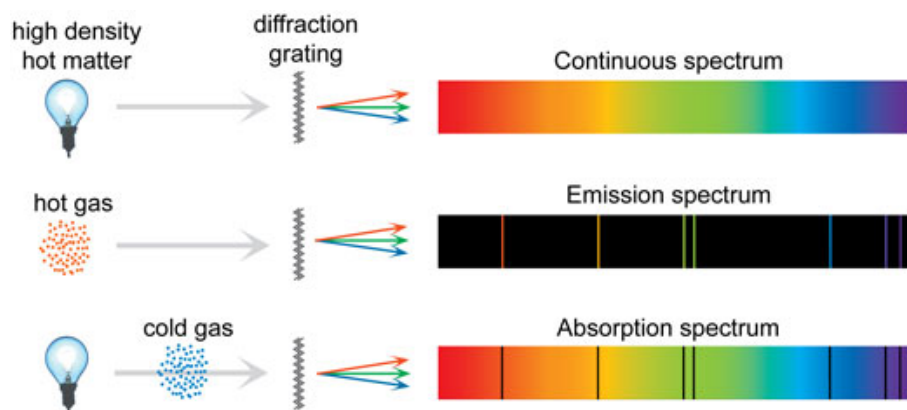 high density
hot matter
diffraction
grating
Continuous spectrum
hot gas
Emission spectrum
cold gas
Absorption spectrum